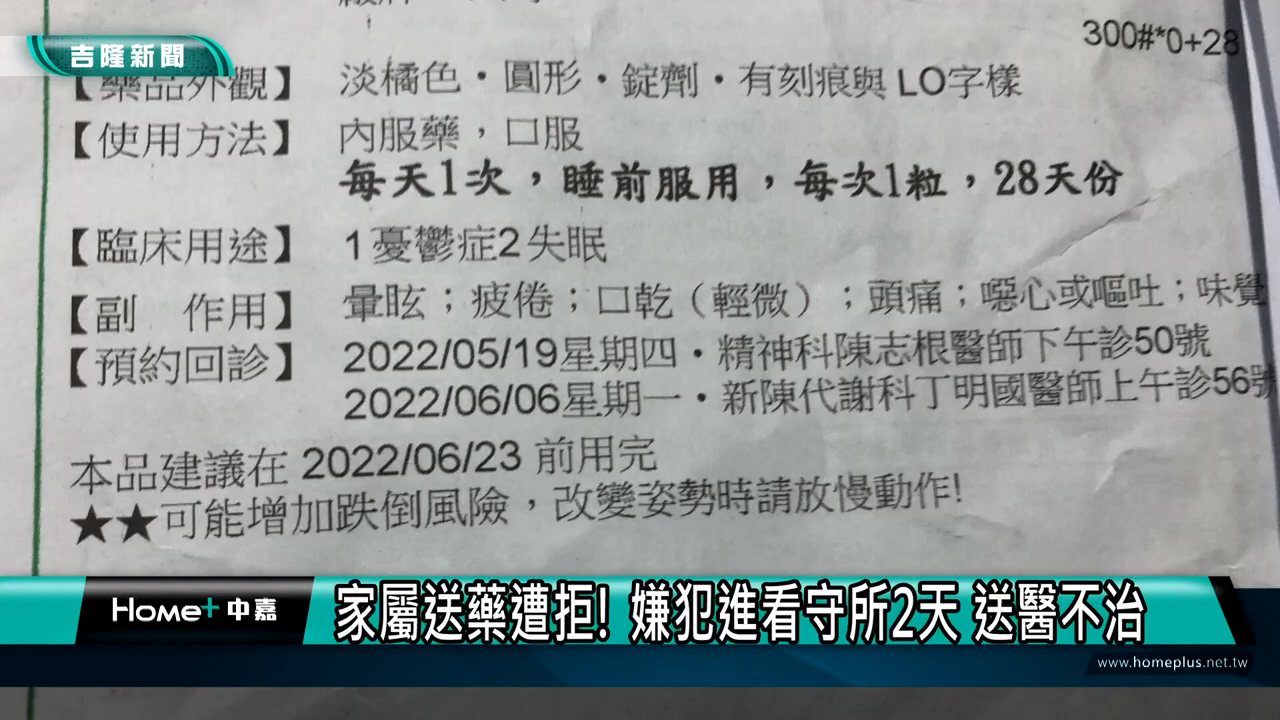 300#*0+28
吉隆新聞
【藥品外觀】 淡橘色・圓形・錠劑・有刻痕與 LO字樣
【使用方法】 內服藥，口服
每天1次，睡前服用，每次1粒，28天份
【臨床用途】 1憂鬱症2失眠
【副 作用】 暈眩；疲倦；口乾（輕微）；頭痛；噁心或嘔吐；味覺
【預約回診】 2022/05/19星期四・精神科陳志根醫師下午診50號
2022/06/06星期一・新陳代謝科丁明國醫師上午診56號
本品建議在 2022/06/23 前用完
★★可能增加跌倒風險，改變姿勢時請放慢動作!
Home+中嘉 家屬送藥遭拒! 嫌犯進看守所2天 送醫不治
www.homeplus.net.tw